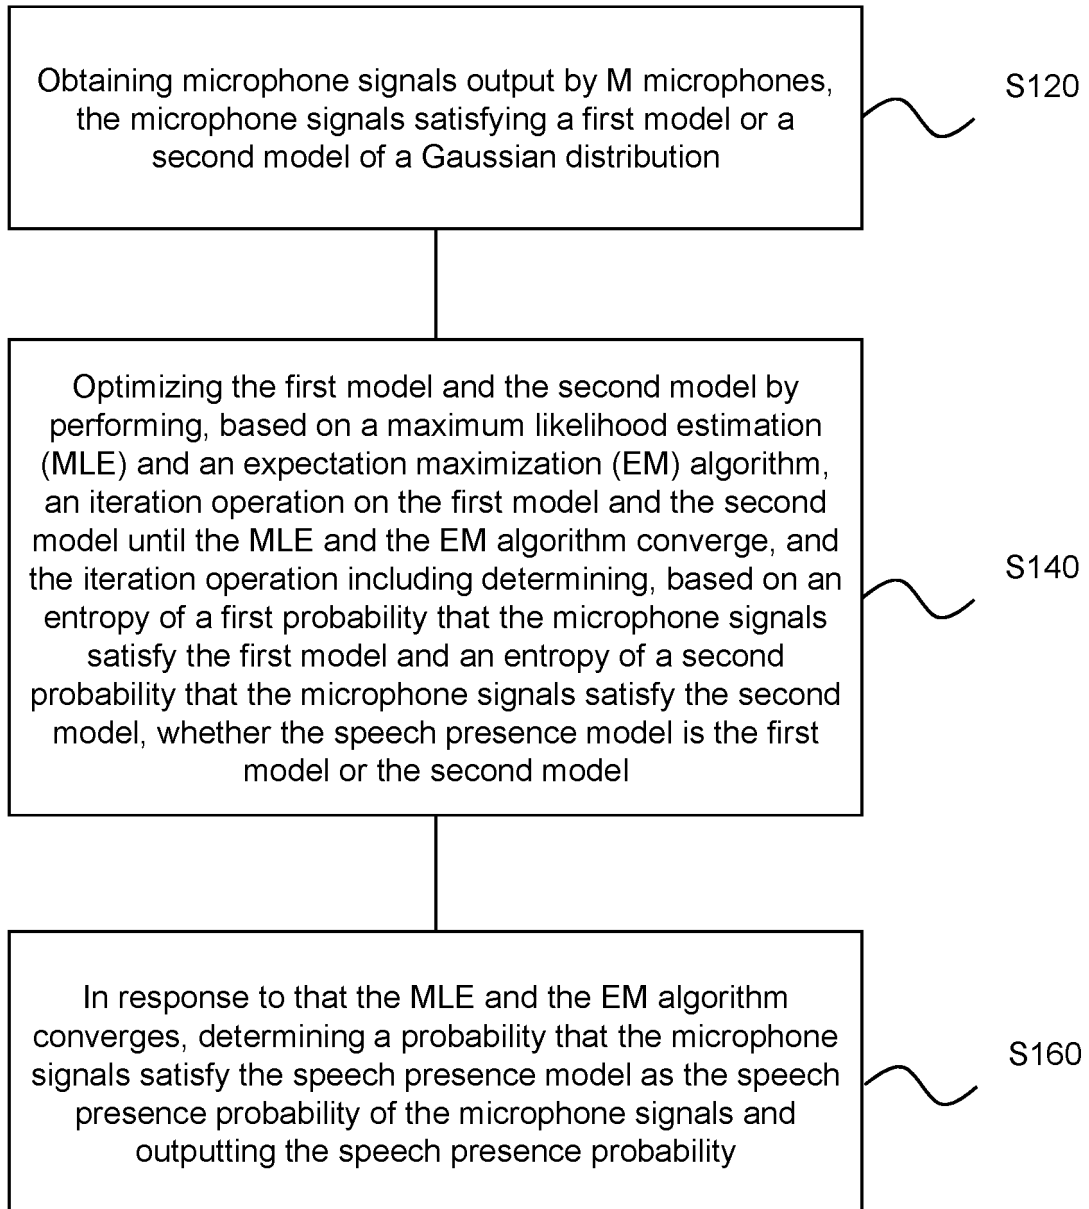 Obtaining microphone signals output by M microphones,
the microphone signals satisfying a first model or a
second model of a Gaussian distribution
S120
Optimizing the first model and the second model by
performing, based on a maximum likelihood estimation
(MLE) and an expectation maximization (EM) algorithm,
an iteration operation on the first model and the second
model until the MLE and the EM algorithm converge, and
the iteration operation including determining, based on an
entropy of a first probability that the microphone signals
satisfy the first model and an entropy of a second
probability that the microphone signals satisfy the second
model, whether the speech presence model is the first
model or the second model
S140
In response to that the MLE and the EM algorithm
converges, determining a probability that the microphone
signals satisfy the speech presence model as the speech
presence probability of the microphone signals and
outputting the speech presence probability
S160